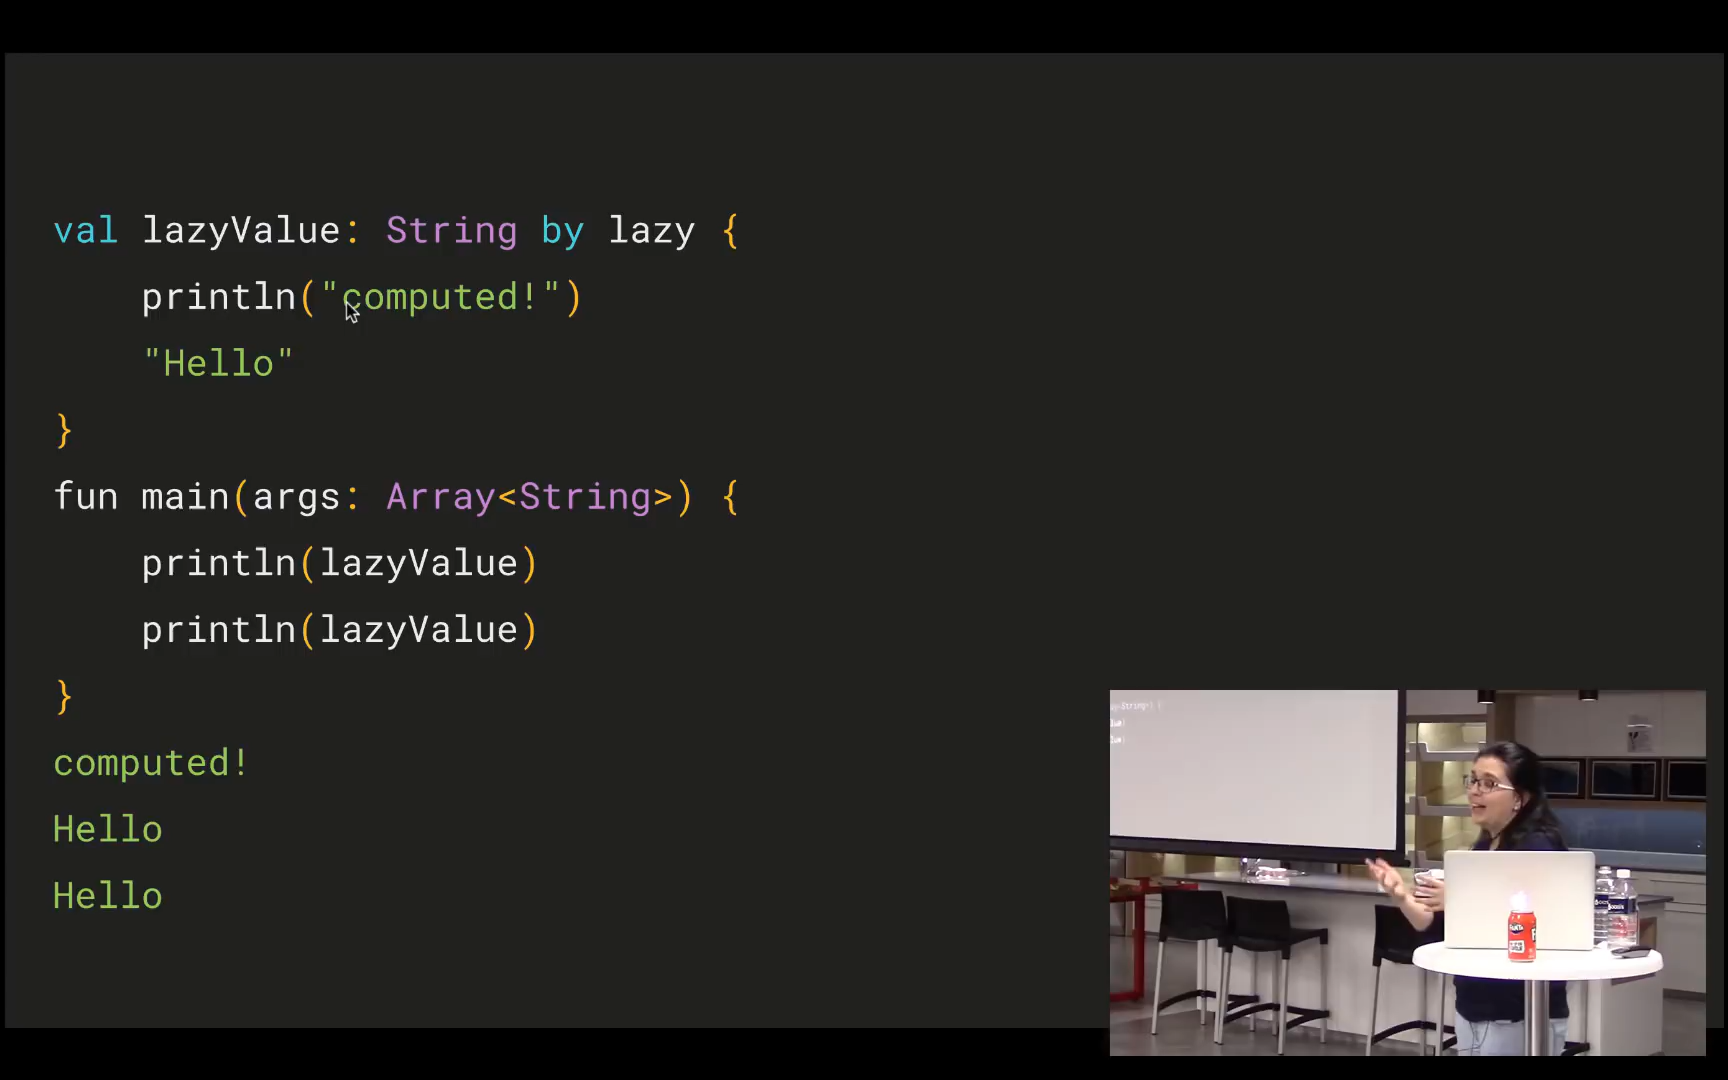 val lazyValue: String by lazy {
    println("computed!")
    "Hello"
}
fun main(args: Array<String>) {
    println(lazyValue)
    println(lazyValue)
}
computed!
Hello
Hello